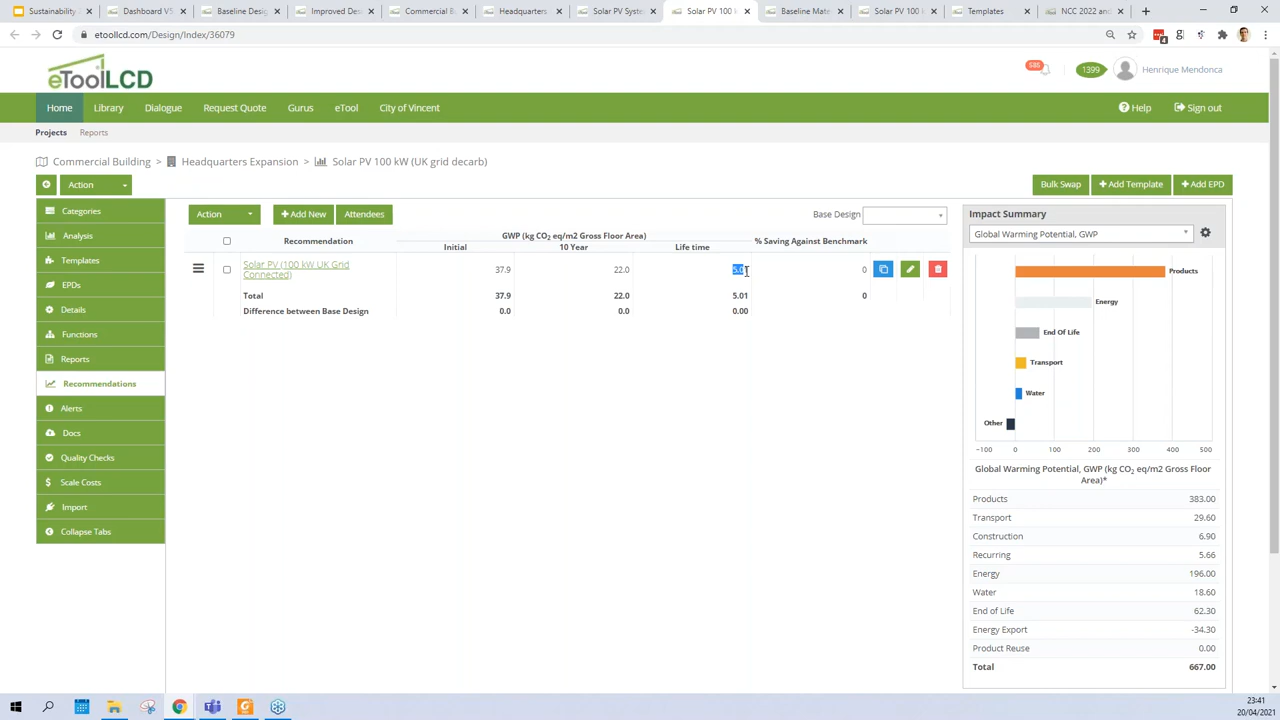 Sustainability
Dashboard V5
Baseline Desig
Improved Des
Commercial B
Headquarters
Solar PV Syste
Solar PV 100 k
Baseline Mate
Solar PV 100
Templates
NCC 2022 and
etoollcd.com/Design/Index/36079
4
eToolLCD
585
1399
Henrique Mendonca
Home
Library
Dialogue
Request Quote
Gurus
eTool
City of Vincent
Help
Sign out
Projects
Reports
Commercial Building > Headquarters Expansion > Solar PV 100 kW (UK grid decarb)
Action
Bulk Swap
Add Template
Add EPD
Categories
Analysis
Templates
EPDs
Details
Functions
Reports
Recommendations
Alerts
Docs
Quality Checks
Scale Costs
Import
Collapse Tabs
Action
Add New
Attendees
Base Design
GWP (kg CO2 eq/m2 Gross Floor Area)
Recommendation
Initial
10 Year
Life time
% Saving Against Benchmark
Solar PV (100 kW UK Grid
Connected)
37.9
22.0
5.0
0
Total
37.9
22.0
5.01
0
Difference between Base Design
0.0
0.0
0.00
Impact Summary
Global Warming Potential, GWP
Products
Energy
End Of Life
Transport
Water
Other
−100 0 100 200 300 400 500
Global Warming Potential, GWP (kg CO2 eq/m2 Gross Floor
Area)*
Products 383.00
Transport 29.60
Construction 6.90
Recurring 5.66
Energy 196.00
Water 18.60
End of Life 62.30
Energy Export -34.30
Product Reuse 0.00
Total 667.00
23:41
20/04/2021